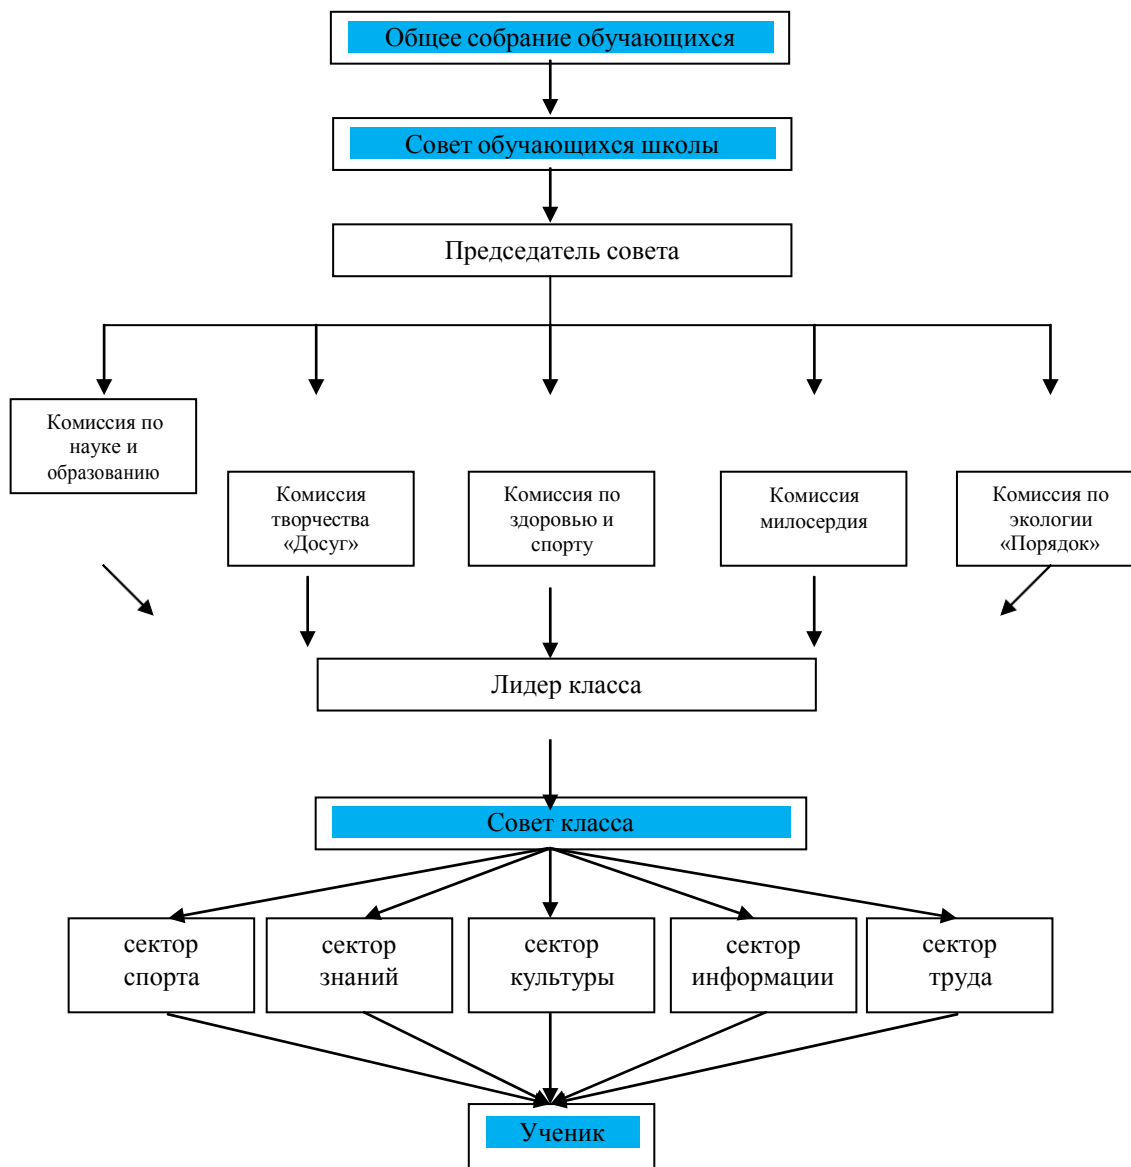 Общее собрание обучающихся
Совет обучающихся школы
Председатель совета
Комиссия по
науке и
образованию
Комиссия
творчества
«Досуг»
Комиссия по
здоровью и
спорту
Комиссия
милосердия
Комиссия по
экологии
«Порядок»
Лидер класса
Совет класса
сектор
спорта
сектор
знаний
сектор
культуры
сектор
информации
сектор
труда
Ученик